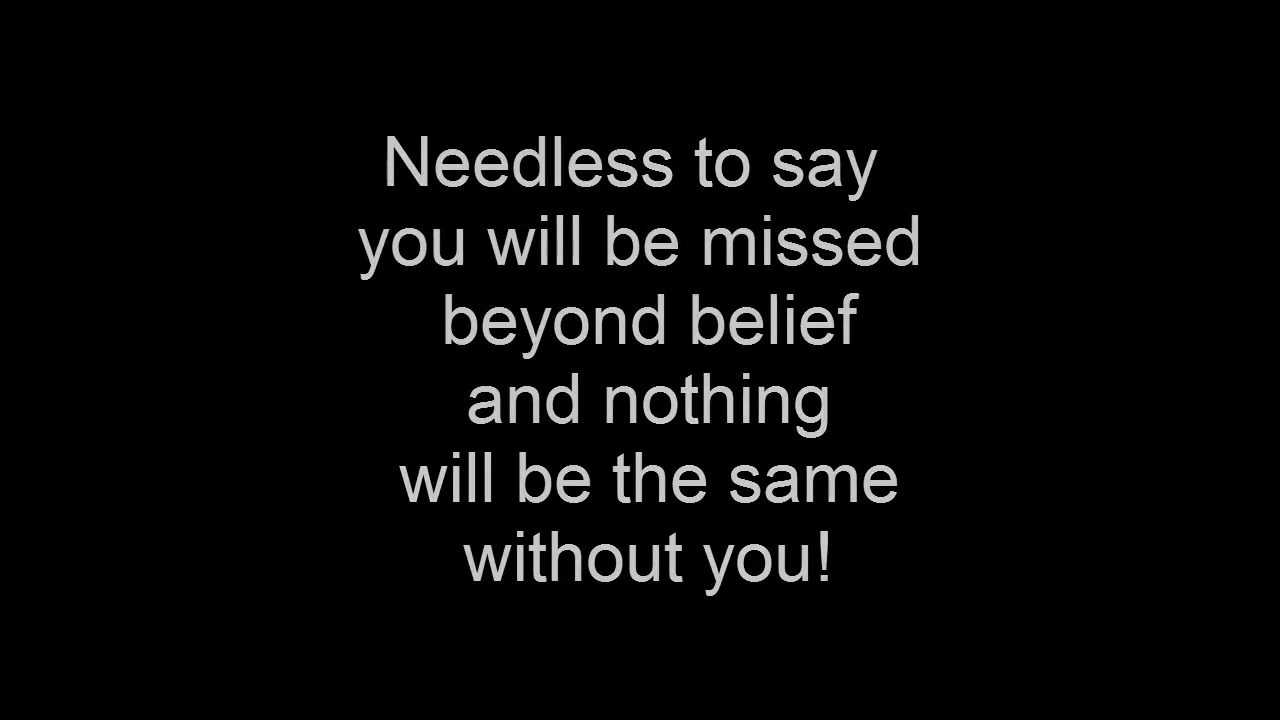 Needless to say
you will be missed
beyond belief
and nothing
will be the same
without you!